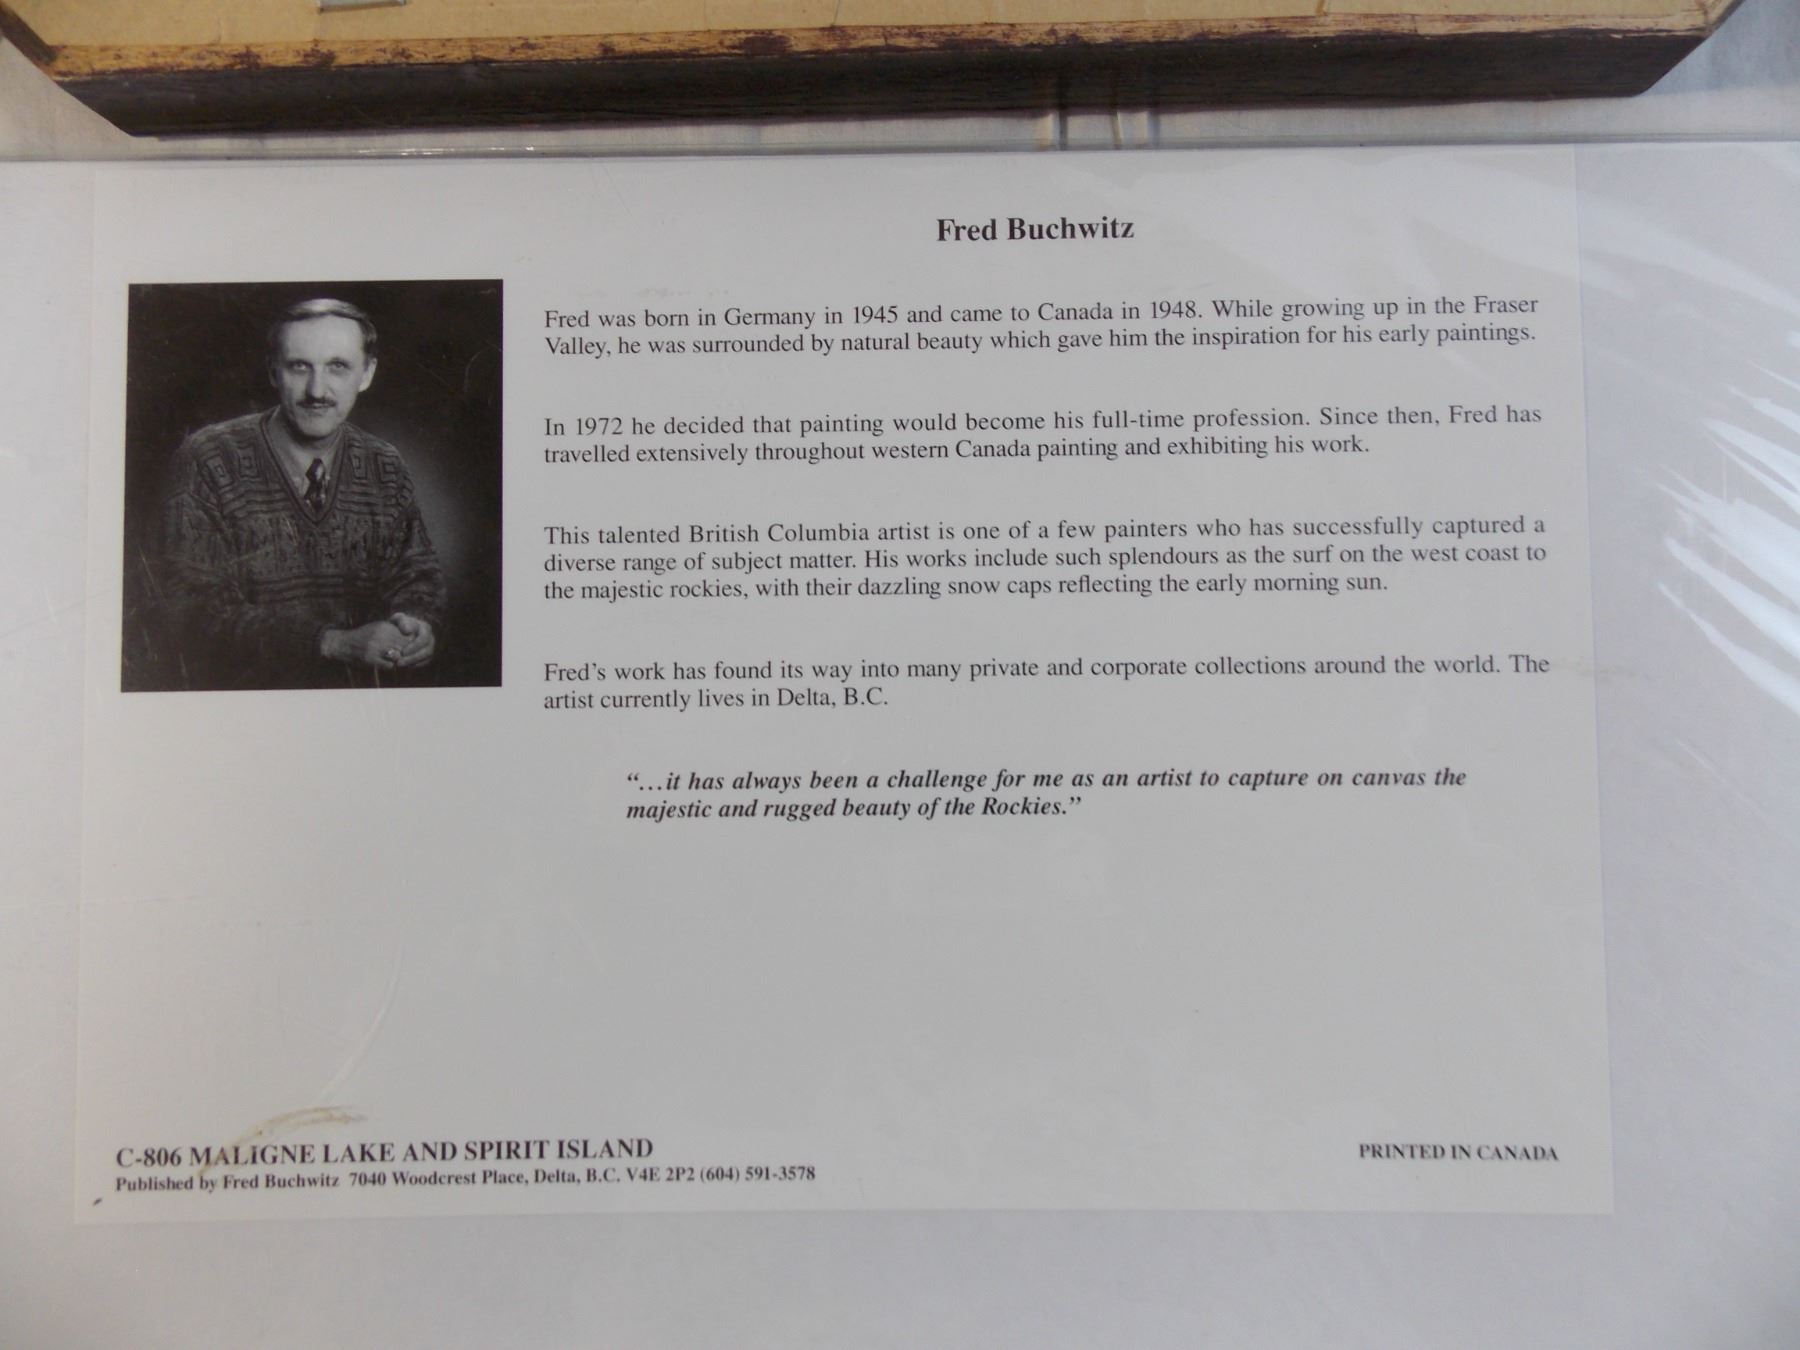 Fred Buchwitz
Fred was born in Germany in 1945 and came to Canada in 1948. While growing up in the Fraser
Valley, he was surrounded by natural beauty which gave him the inspiration for his early paintings.
In 1972 he decided that painting would become his full-time profession. Since then, Fred has
travelled extensively throughout western Canada painting and exhibiting his work.
This talented British Columbia artist is one of a few painters who has successfully captured a
diverse range of subject matter. His works include such splendours as the surf on the west coast to
the majestic rockies, with their dazzling snow caps reflecting the early morning sun.
Fred’s work has found its way into many private and corporate collections around the world. The
artist currently lives in Delta, B.C.
“…it has always been a challenge for me as an artist to capture on canvas the
majestic and rugged beauty of the Rockies.”
C-806 MALIGNE LAKE AND SPIRIT ISLAND
Published by Fred Buchwitz 7040 Woodcrest Place, Delta, B.C. V4E 2P2 (604) 591-3578
PRINTED IN CANADA